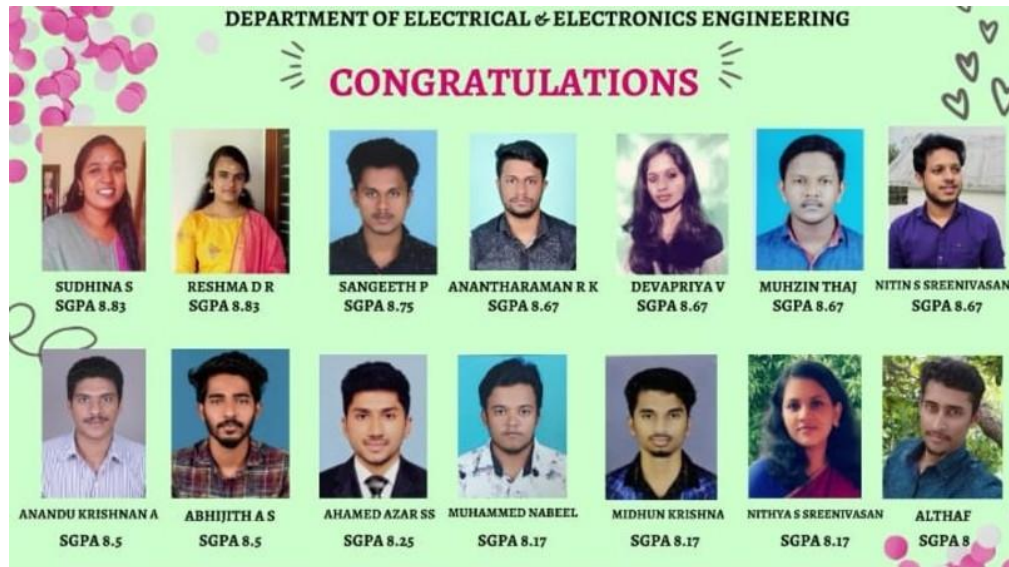 DEPARTMENT OF ELECTRICAL & ELECTRONICS ENGINEERING
CONGRATULATIONS
SUDHINA S
SGPA 8.83
RESHMA D R
SGPA 8.83
SANGEETH P
SGPA 8.75
ANANTHARAMAN R K
SGPA 8.67
DEVAPRIYA V
SGPA 8.67
MUHZIN THAJ
SGPA 8.67
NITIN S SREENIVASAN
SGPA 8.67
ANANDU KRISHNAN A
SGPA 8.5
ABHIJITH A S
SGPA 8.5
AHAMED AZAR SS
SGPA 8.25
MUHAMMED NABEEL
SGPA 8.17
MIDHUN KRISHNA
SGPA 8.17
NITHYA S SREENIVASAN
SGPA 8.17
ALTHAF
SGPA 8